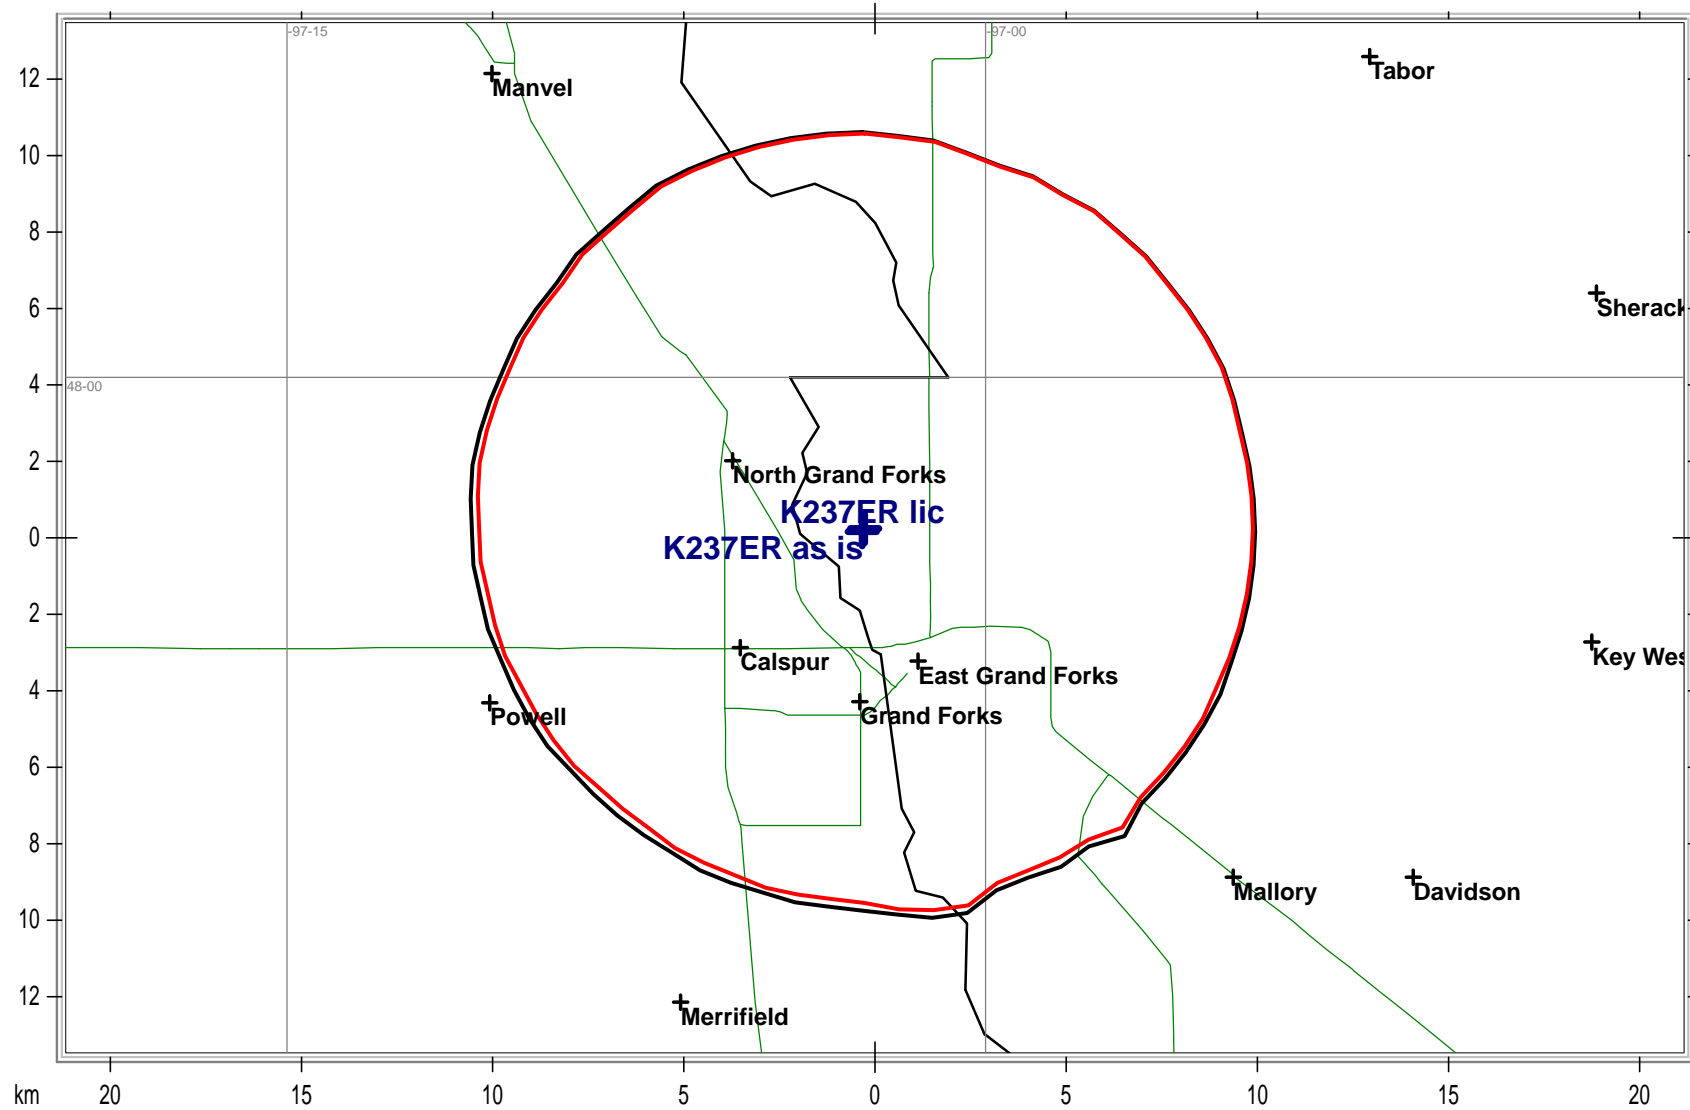 -97-15
-97-00
Tabor
12
Manvel
10
8
6
Sherack
4
48-00
2
North Grand Forks
K237ER lic
0
K237ER as is
2
Calspur
Key Wes
East Grand Forks
4
Powell
Grand Forks
6
8
Mallory
Davidson
10
12
Merrifield
km
20
15
10
5
0
5
10
15
20